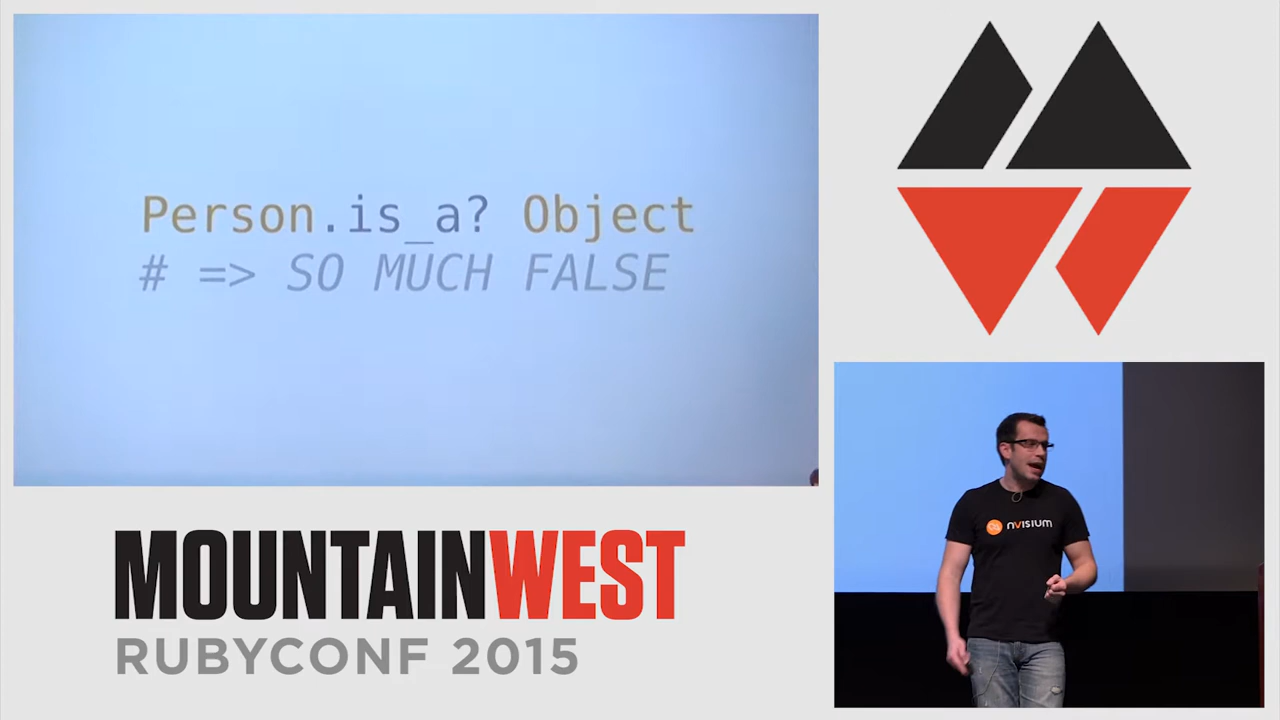 Person.is_a? Object
# => SO MUCH FALSE
MOUNTAINWEST
RUBYCONF 2015
nVISIUM